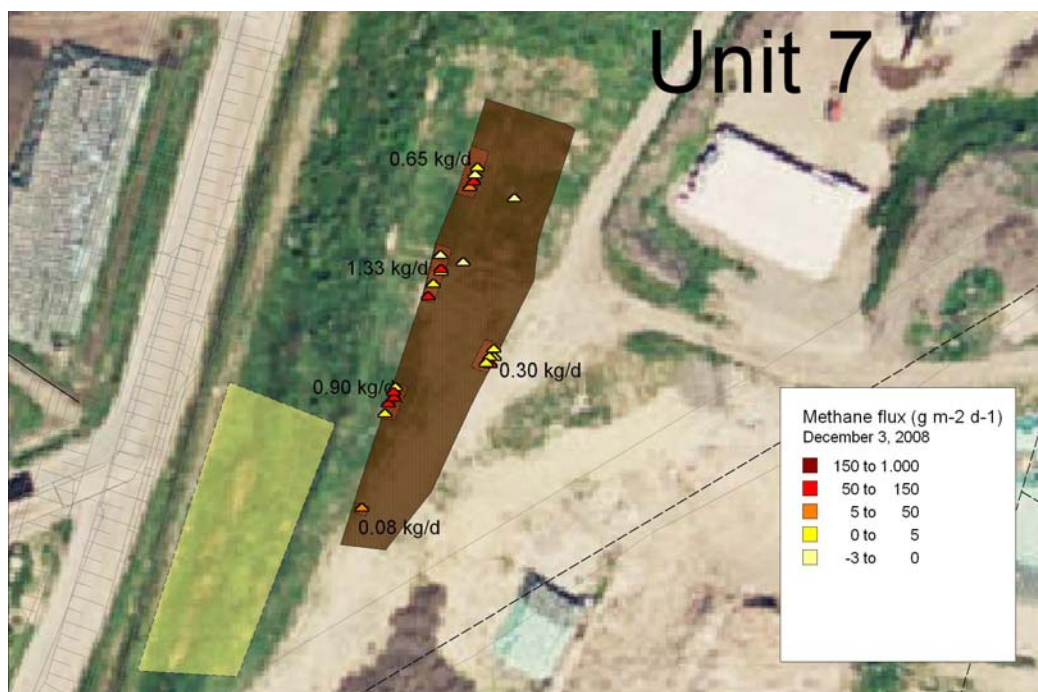 Unit 7
0.65 kg/d
1.33 kg/d
0.30 kg/d
0.90 kg/d
0.08 kg/d
Methane flux (g m-2 d-1)
December 3, 2008
150 to 1.000
50 to 150
5 to 50
0 to 5
-3 to 0